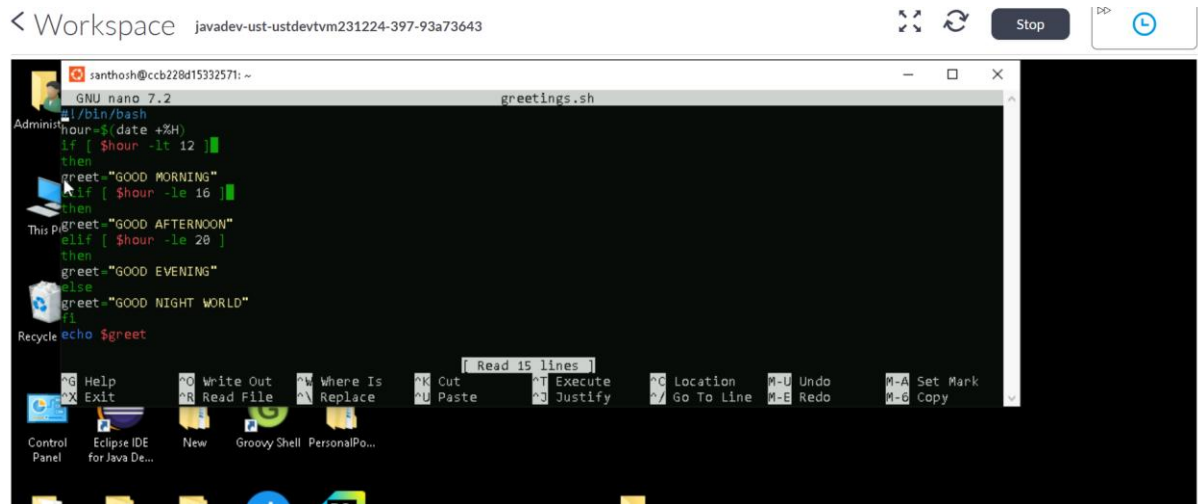 < Workspace javadev-ust-ustdevtvm231224-397-93a73643
Stop
santhosh@ccb228d15332571: ~
GNU nano 7.2 greetings.sh
#!/bin/bash
hour=$(date +%H)
if [ $hour -lt 12 ]
then
greet="GOOD MORNING"
elif [ $hour -le 16 ]
then
greet="GOOD AFTERNOON"
elif [ $hour -le 20 ]
then
greet="GOOD EVENING"
else
greet="GOOD NIGHT WORLD"
fi
echo $greet
[ Read 15 lines ]
^G Help ^O Write Out ^W Where Is ^K Cut ^T Execute ^C Location M-U Undo M-A Set Mark
^X Exit ^R Read File ^\ Replace ^U Paste ^J Justify ^/ Go To Line M-E Redo M-6 Copy
Administ
This P
Recycle
Control Panel
Eclipse IDE for Java De...
New
Groovy Shell
PersonalPo...